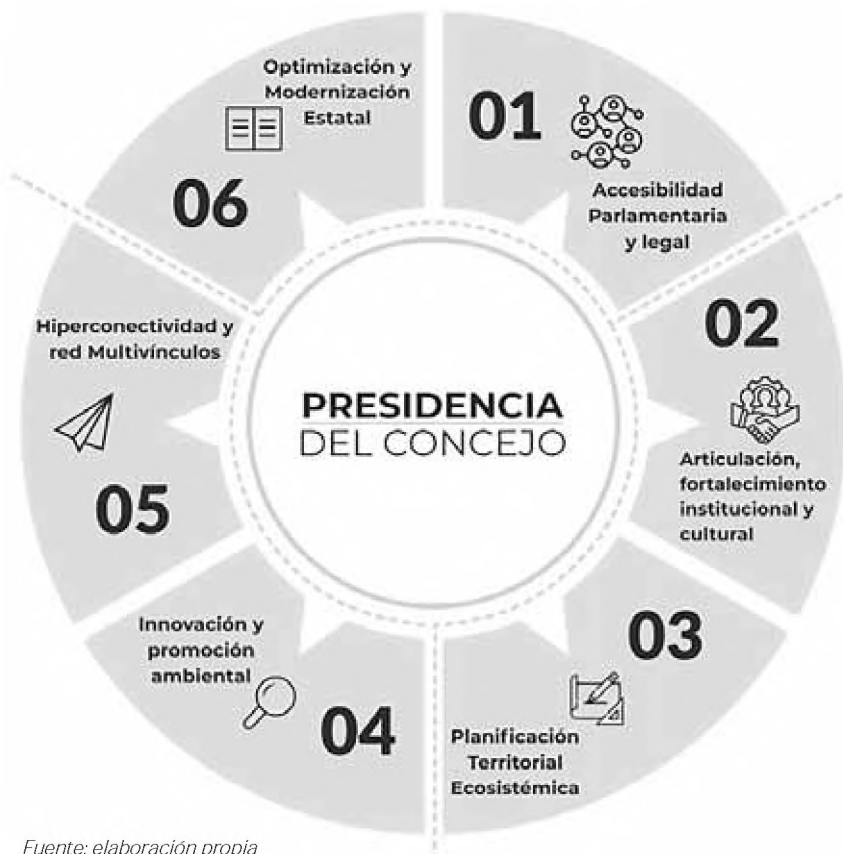 01
Accesibilidad
Parlamentaria
y legal
02
Articulación,
fortalecimiento
institucional y
cultural
03
Planificación
Territorial
Ecosistémica
04
Innovación y
promoción
ambiental
05
Hiperconectividad y
red Multivínculos
06
Optimización y
Modernización
Estatal
PRESIDENCIA
DEL CONCEJO
Fuente: elaboración propia